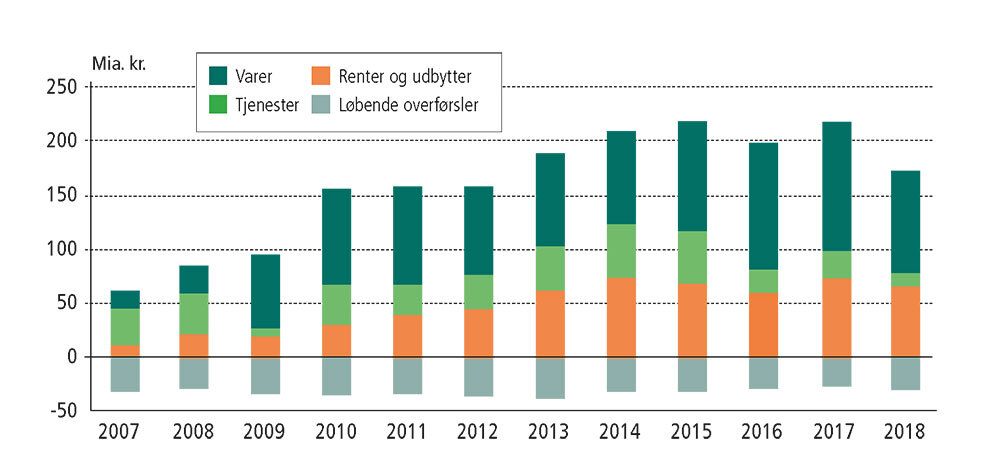 Mia. kr.
Varer
Renter og udbytter
Tjenester
Løbende overførsler
250
200
150
100
50
0
-50
2007 2008 2009 2010 2011 2012 2013 2014 2015 2016 2017 2018